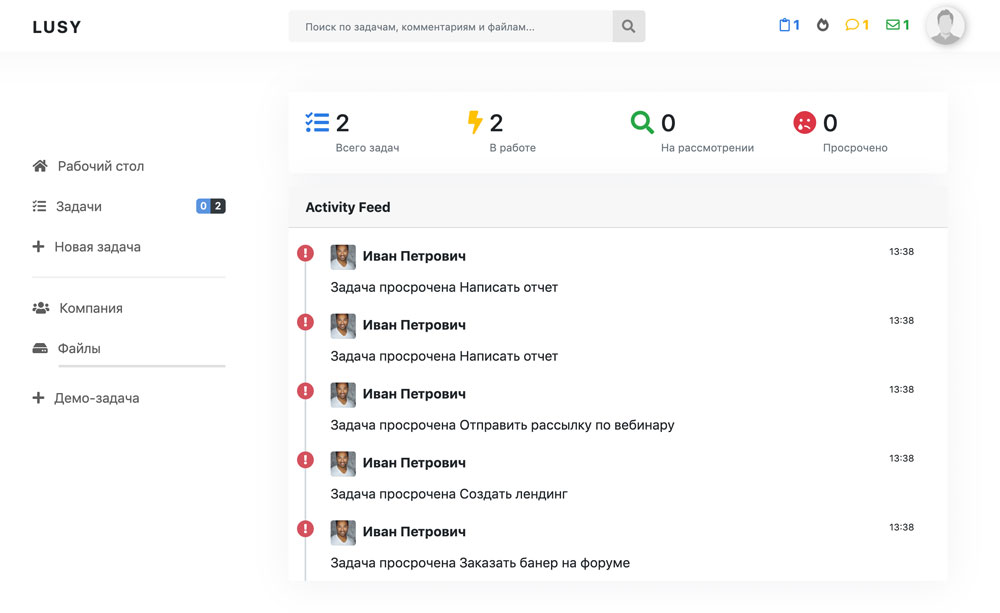 LUSY
Поиск по задачам, комментариям и файлам...
1
1
1
Рабочий стол
Задачи 0 2
Новая задача
Компания
Файлы
Демо-задача
2
Всего задач
2
В работе
0
На рассмотрении
0
Просрочено
Activity Feed
Иван Петрович 13:38
Задача просрочена Написать отчет
Иван Петрович 13:38
Задача просрочена Написать отчет
Иван Петрович 13:38
Задача просрочена Отправить рассылку по вебинару
Иван Петрович 13:38
Задача просрочена Создать лендинг
Иван Петрович 13:38
Задача просрочена Заказать банер на форуме